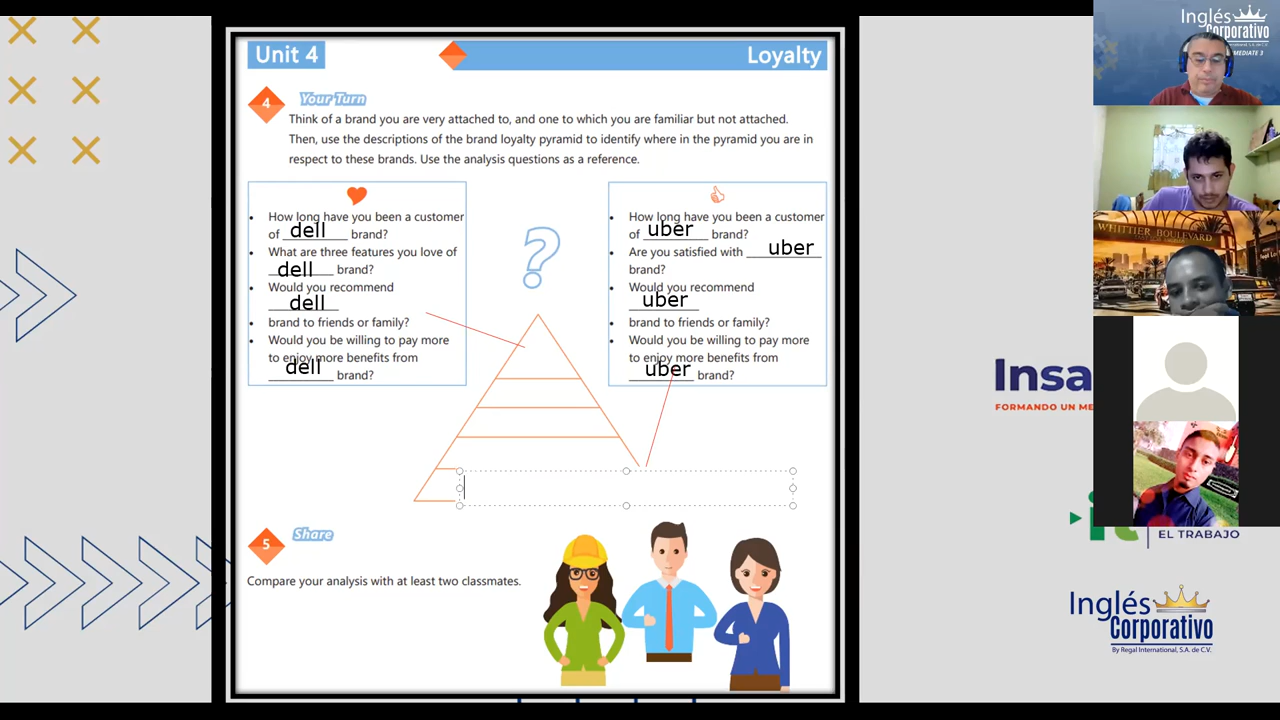 Unit 4
Loyalty
4
Your Turn
Think of a brand you are very attached to, and one to which you are familiar but not attached.
Then, use the descriptions of the brand loyalty pyramid to identify where in the pyramid you are in
respect to these brands. Use the analysis questions as a reference.
• How long have you been a customer
of dell brand?
• What are three features you love of
dell brand?
• Would you recommend
dell
• brand to friends or family?
• Would you be willing to pay more
to enjoy more benefits from
dell brand?
?
• How long have you been a customer
of uber brand?
• Are you satisfied with uber
brand?
• Would you recommend
uber
• brand to friends or family?
• Would you be willing to pay more
to enjoy more benefits from
uber brand?
5
Share
Compare your analysis with at least two classmates.
Inglés
Corporativo
MEDIATE 3
WHITTIER BOULEVARD
Insa
FORMANDO UN ME
EL TRABAJO
Inglés
Corporativo
By Regal International, S.A. de C.V.